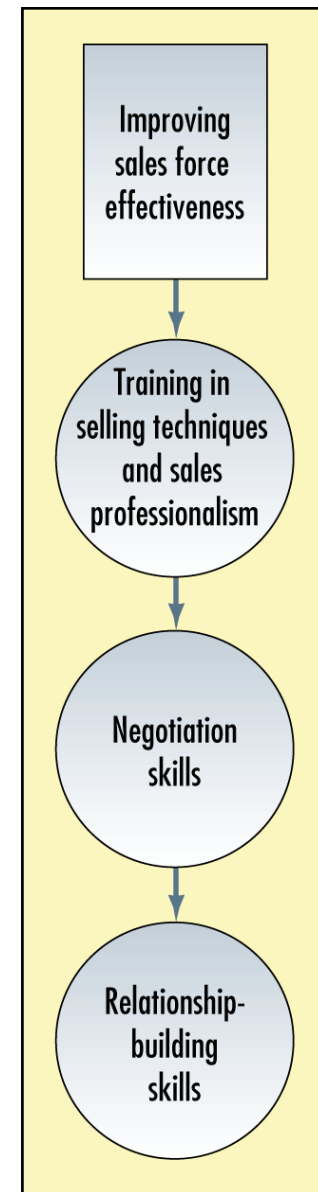 Improving
sales force
effectiveness
Training in
selling techniques
and sales
professionalism
Negotiation
skills
Relationship-
building
skills